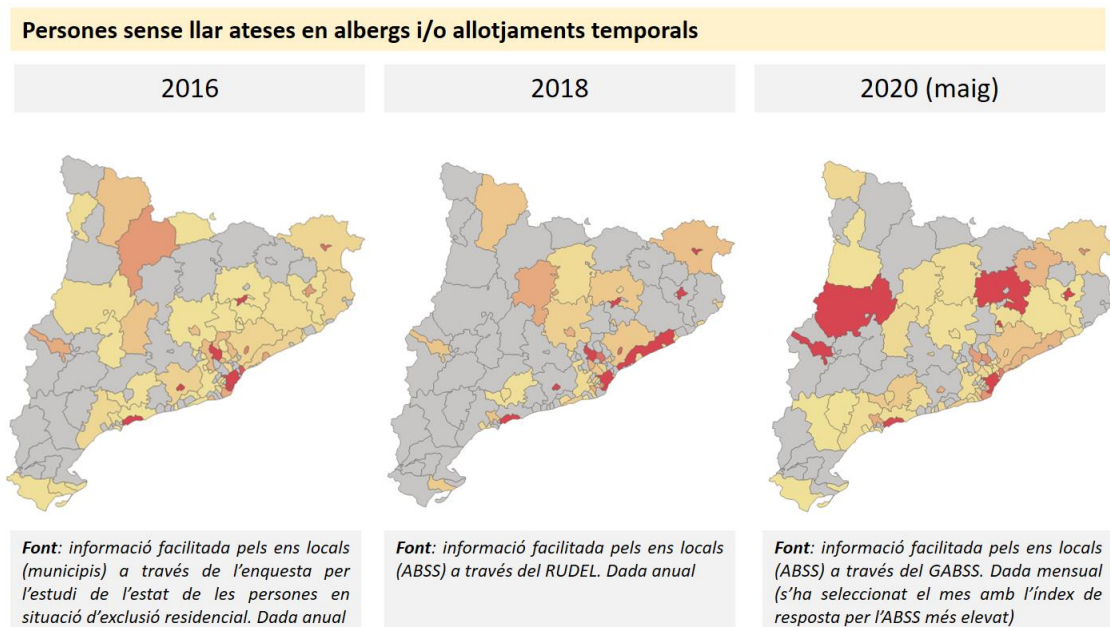 Persones sense llar ateses en albergs i/o allotjaments temporals
2016
2018
2020 (maig)
Font: informació facilitada pels ens locals
(municipis) a través de l'enquesta per
l'estudi de l'estat de les persones en
situació d'exclusió residencial. Dada anual
Font: informació facilitada pels ens locals
(ABSS) a través del RUDEL. Dada anual
Font: informació facilitada pels ens locals
(ABSS) a través del GABSS. Dada mensual
(s'ha seleccionat el mes amb l'índex de
resposta per l'ABSS més elevat)